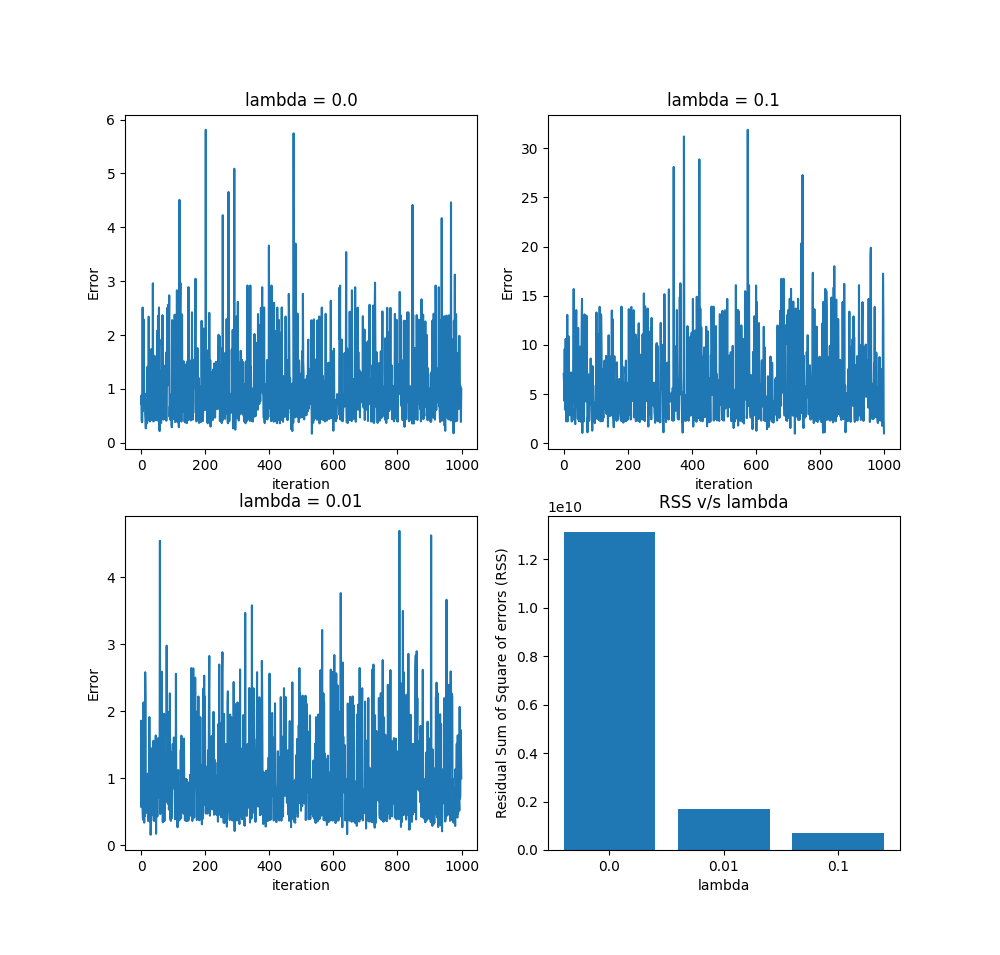 lambda = 0.0
6
5
4
3
2
1
0
Error
0 200 400 600 800 1000
iteration
lambda = 0.1
30
25
20
15
10
5
0
Error
0 200 400 600 800 1000
iteration
lambda = 0.01
4
3
2
1
0
Error
0 200 400 600 800 1000
iteration
RSS v/s lambda
1e10
1.2
1.0
0.8
0.6
0.4
0.2
0.0
Residual Sum of Square of errors (RSS)
0.0 0.01 0.1
lambda